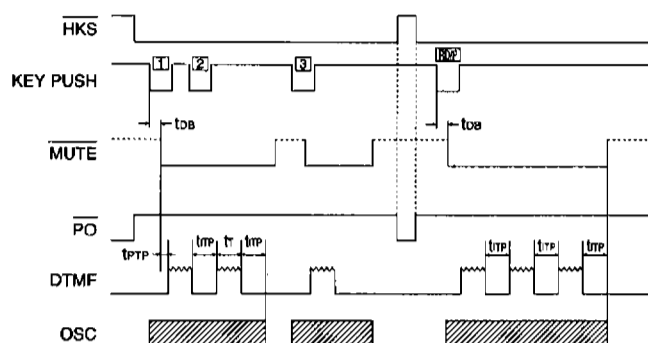 HKS
KEY PUSH 1 2 3 RD/P
tDB tDB
MUTE
PO
tPTP tITP tT tITP tITP tITP tITP
DTMF
OSC